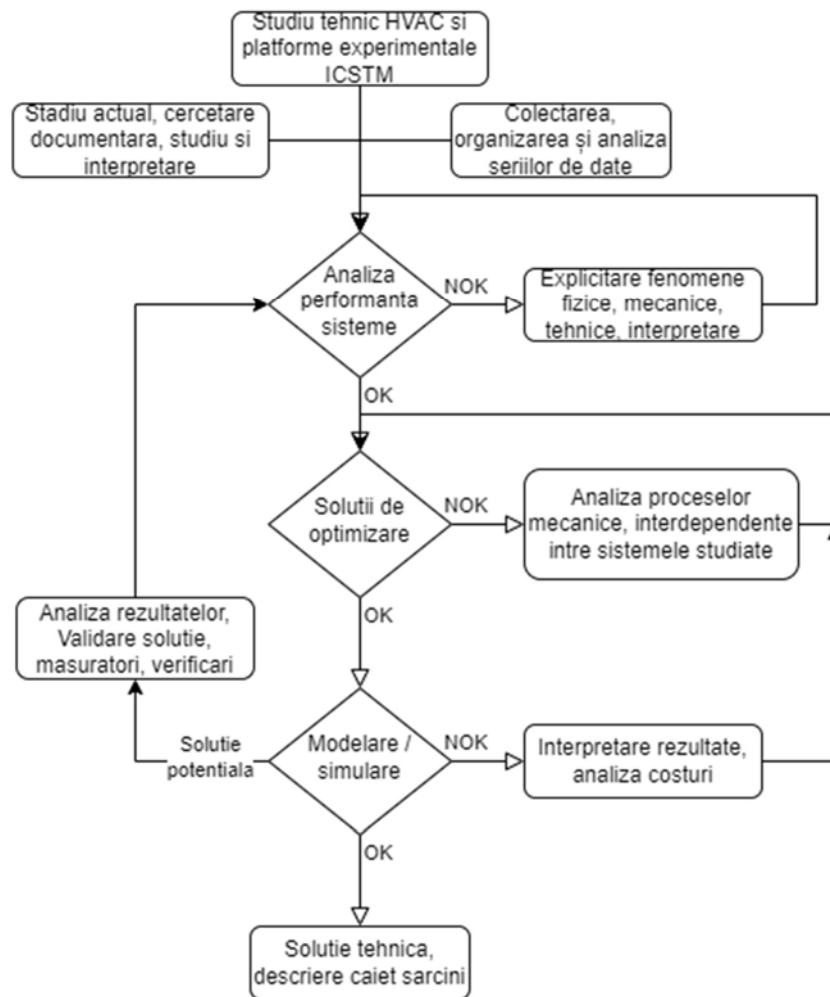 Studiu tehnic HVAC si
platforme experimentale
ICSTM
Stadiu actual, cercetare
documentara, studiu si
interpretare
Colectarea,
organizarea și analiza
seriilor de date
Analiza
performanta
sisteme
NOK
Explicitare fenomene
fizice, mecanice,
tehnice, interpretare
OK
Solutii de
optimizare
NOK
Analiza proceselor
mecanice, interdependente
intre sistemele studiate
OK
Analiza rezultatelor,
Validare solutie,
masuratori, verificari
Solutie
potentiala
Modelare /
simulare
NOK
Interpretare rezultate,
analiza costuri
OK
Solutie tehnica,
descriere caiet sarcini